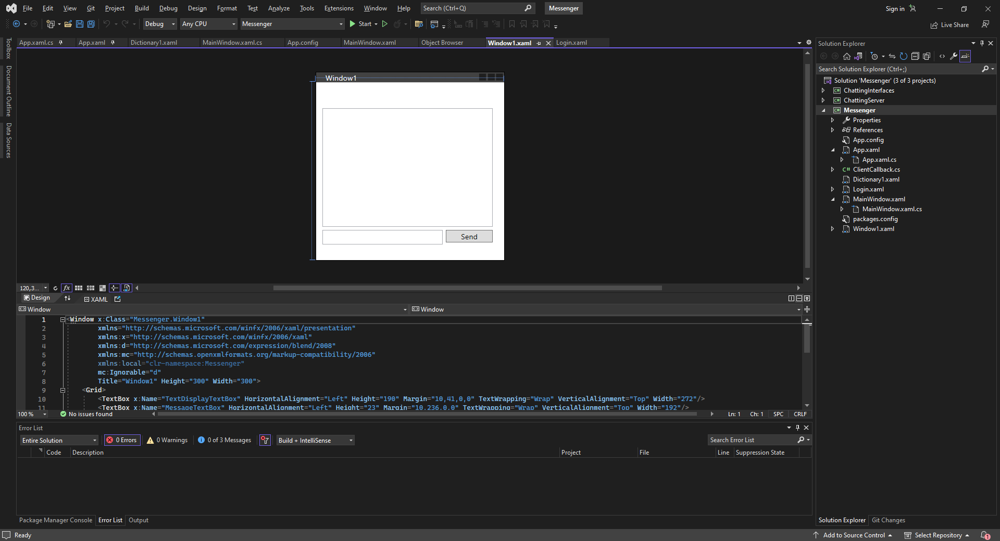 File Edit View Git Project Build Debug Design Format Test Analyze Tools Extensions Window Help Search (Ctrl+Q) Messenger Sign in
Debug Any CPU Messenger Start Live Share
App.xaml.cs App.xaml Dictionary1.xaml MainWindow.xaml.cs App.config MainWindow.xaml Object Browser Window1.xaml Login.xaml
Toolbox
Document Outline
Data Sources
Window1
Send
120,3...
Design XAML
Window Window
1 <Window x:Class="Messenger.Window1"
2 xmlns="http://schemas.microsoft.com/winfx/2006/xaml/presentation"
3 xmlns:x="http://schemas.microsoft.com/winfx/2006/xaml"
4 xmlns:d="http://schemas.microsoft.com/expression/blend/2008"
5 xmlns:mc="http://schemas.openxmlformats.org/markup-compatibility/2006"
6 xmlns:local="clr-namespace:Messenger"
7 mc:Ignorable="d"
8 Title="Window1" Height="300" Width="300">
9 <Grid>
10 <TextBox x:Name="TextDisplayTextBox" HorizontalAlignment="Left" Height="190" Margin="10,41,0,0" TextWrapping="Wrap" VerticalAlignment="Top" Width="272"/>
11 <TextBox x:Name="MessageTextBox" HorizontalAlignment="Left" Height="23" Margin="10,236,0,0" TextWrapping="Wrap" VerticalAlignment="Top" Width="192"/>
100 % No issues found Ln: 1 Ch: 1 SPC CRLF
Error List
Entire Solution 0 Errors 0 Warnings 0 of 3 Messages Build + IntelliSense Search Error List
Code Description Project File Line Suppression State
Package Manager Console Error List Output
Solution Explorer
Search Solution Explorer (Ctrl+;)
Solution 'Messenger' (3 of 3 projects)
C# ChattingInterfaces
C# ChattingServer
C# Messenger
Properties
References
App.config
App.xaml
App.xaml.cs
C# ClientCallback.cs
Dictionary1.xaml
Login.xaml
MainWindow.xaml
MainWindow.xaml.cs
packages.config
Window1.xaml
Solution Explorer Git Changes
Ready Add to Source Control Select Repository 1